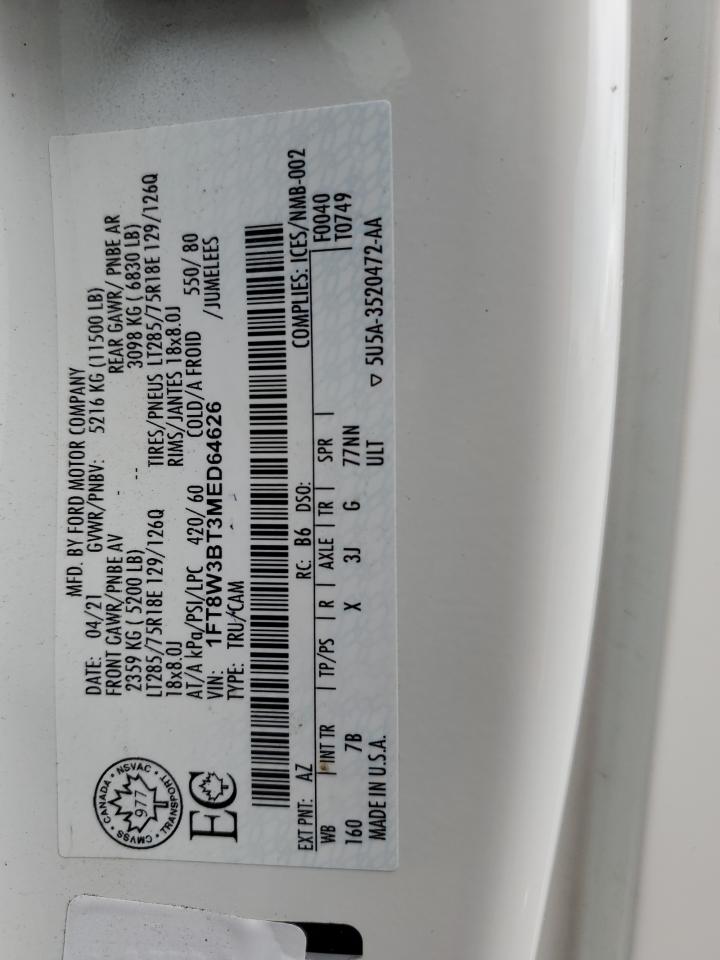 MFD. BY FORD MOTOR COMPANY
DATE: 04/21 GVWR/PNBV: 5216 KG (11500 LB)
FRONT GAWR/PNBE AV REAR GAWR/ PNBE AR
2359 KG ( 5200 LB) 3098 KG ( 6830 LB)
LT285/75R18E 129/126Q TIRES/PNEUS LT285/75R18E 129/126Q
18x8.0J RIMS/JANTES 18x8.0J
AT/A kPa/PSI/LPC 420/ 60 COLD/A FROID 550/ 80
VIN: 1FT8W3BT3MED64626 /JUMELEES
TYPE: TRU/CAM
CANADA · NSVAC · TRANSPORT · CMVSS ·
977
EC
COMPLIES: ICES/NMB-002
EXT PNT: AZ RC: B6 DSO: F0040
WB INT TR TP/PS R AXLE TR SPR T0749
160 7B X 3J G 77NN
MADE IN U.S.A. ULT ▽ 5U5A-3520472-AA